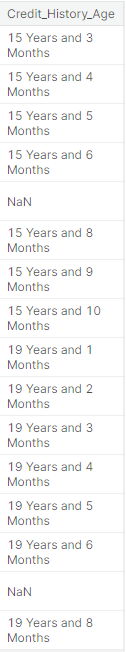 Credit_History_Age
15 Years and 3
Months
15 Years and 4
Months
15 Years and 5
Months
15 Years and 6
Months
NaN
15 Years and 8
Months
15 Years and 9
Months
15 Years and 10
Months
19 Years and 1
Months
19 Years and 2
Months
19 Years and 3
Months
19 Years and 4
Months
19 Years and 5
Months
19 Years and 6
Months
NaN
19 Years and 8
Months